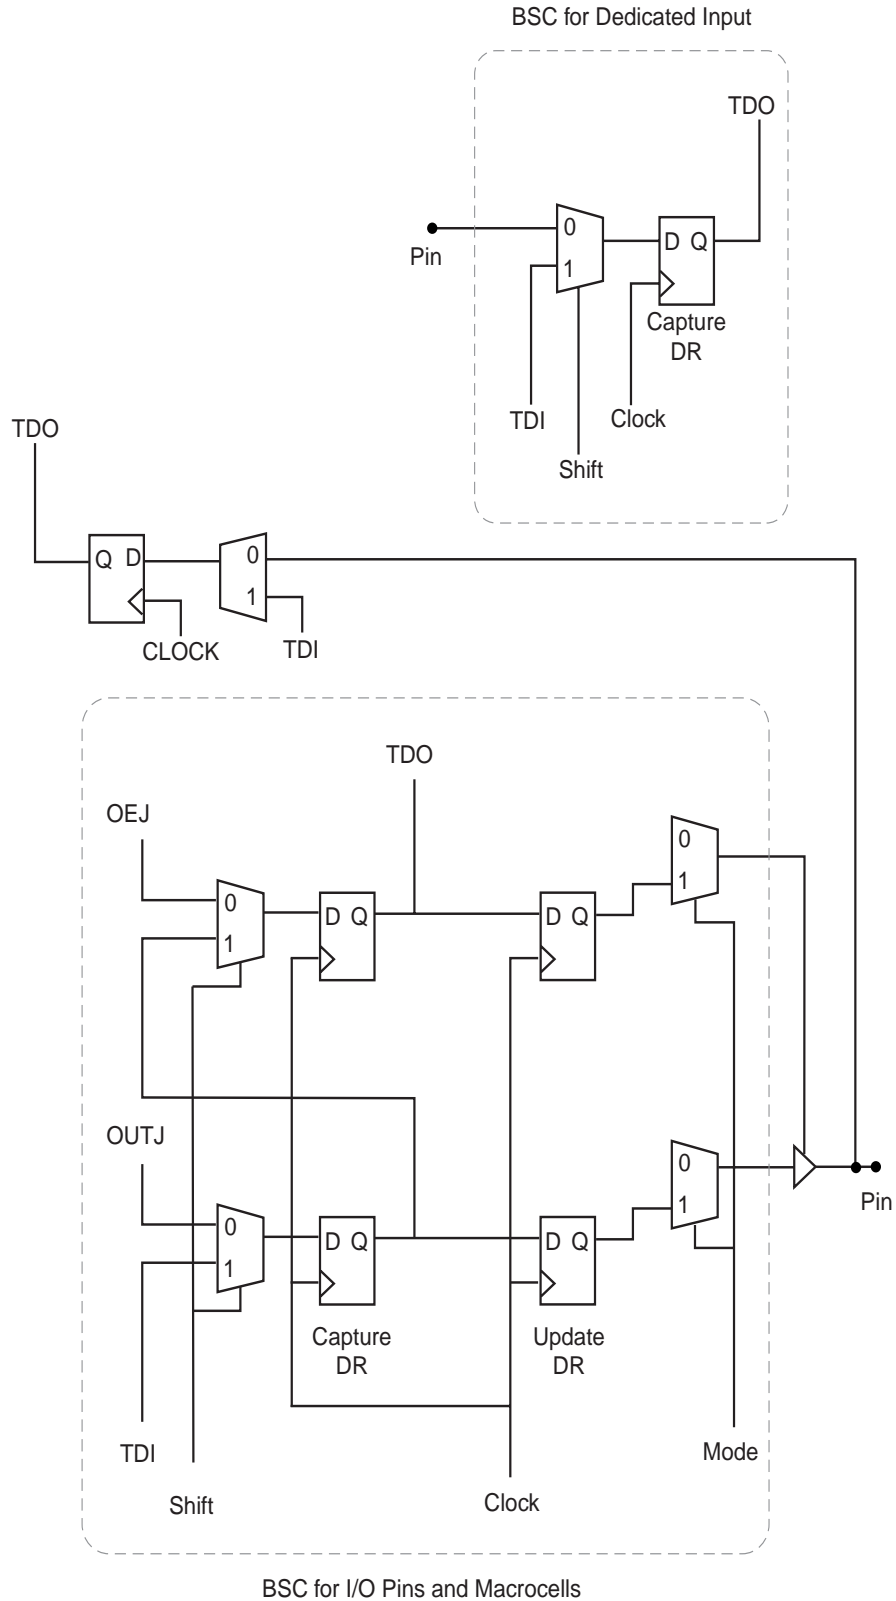 BSC for Dedicated Input
TDO
0
D Q
Pin
1
Capture
DR
TDI
Clock
Shift
TDO
Q D
0
1
CLOCK
TDI
TDO
OEJ
0
1
0
D Q
D Q
1
OUTJ
0
1
0
D Q
D Q
1
Pin
Capture
DR
Update
DR
TDI
Mode
Shift
Clock
BSC for I/O Pins and Macrocells